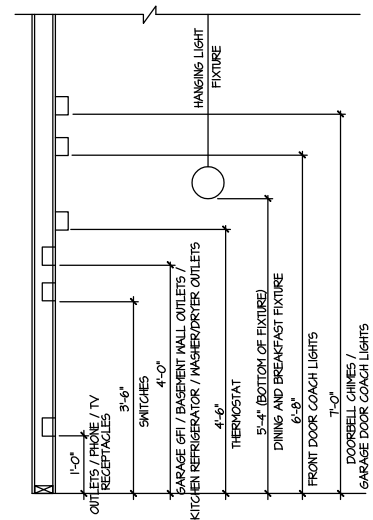 HANGING LIGHT
FIXTURE
1'-0"
OUTLETS / PHONE / TV
RECEPTACLES
3'-6"
SWITCHES
4'-0"
GARAGE GFI / BASEMENT WALL OUTLETS /
KITCHEN REFRIGERATOR / WASHER/DRYER OUTLETS
4'-6"
THERMOSTAT
5'-4" (BOTTOM OF FIXTURE)
DINING AND BREAKFAST FIXTURE
6'-8"
FRONT DOOR COACH LIGHTS
7'-0"
DOORBELL CHIMES /
GARAGE DOOR COACH LIGHTS